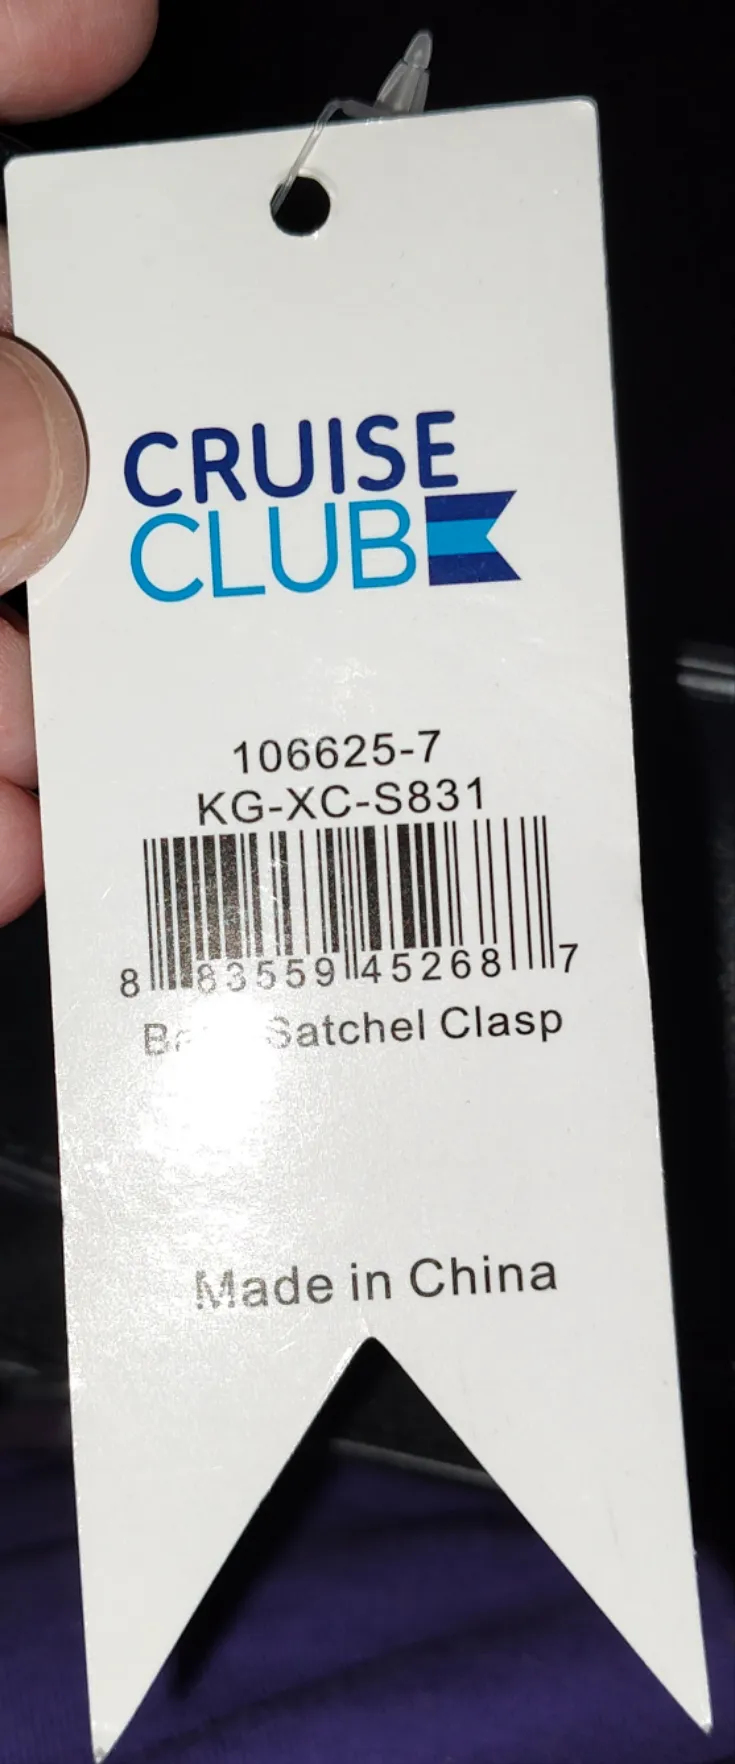 CRUISE
CLUB
106625-7
KG-XC-S831
8 83559 45268 7
Satchel Clasp
Made in China